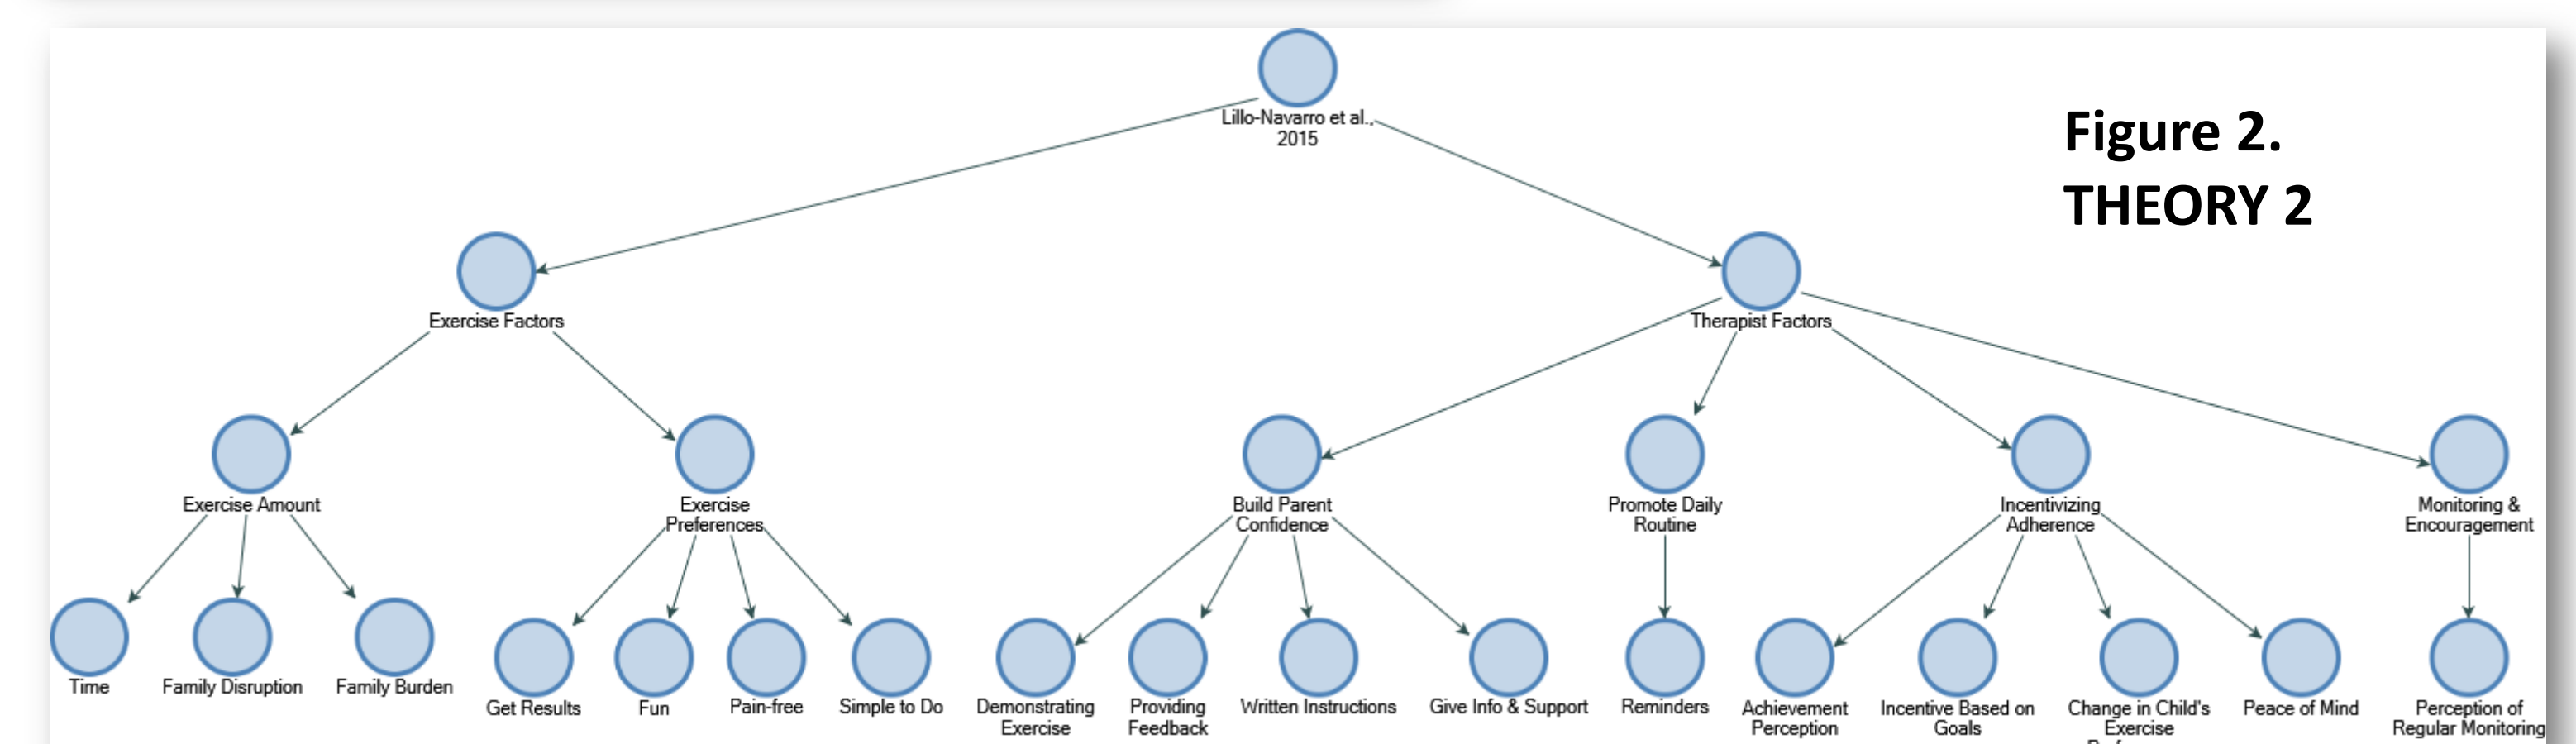 Lillo-Navarro et al.,
2015
Figure 2.
THEORY 2
Exercise Factors
Therapist Factors
Exercise Amount
Exercise
Preferences
Build Parent
Confidence
Promote Daily
Routine
Incentivizing
Adherence
Monitoring &
Encouragement
Time
Family Disruption
Family Burden
Get Results
Fun
Pain-free
Simple to Do
Demonstrating
Exercise
Providing
Feedback
Written Instructions
Give Info & Support
Reminders
Achievement
Perception
Incentive Based on
Goals
Change in Child's
Exercise
Peace of Mind
Perception of
Regular Monitoring